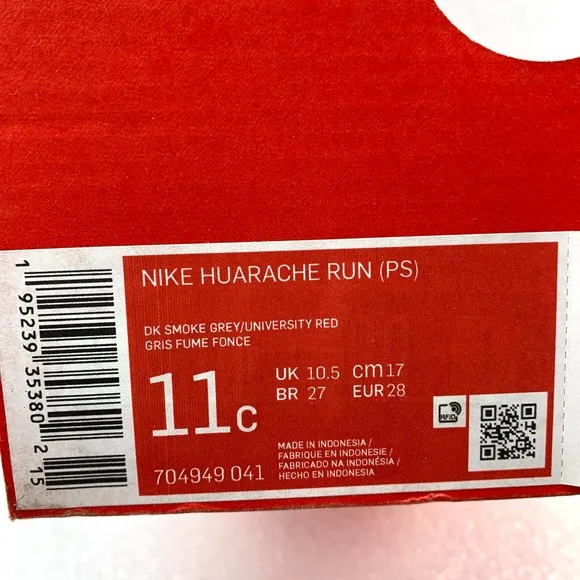 NIKE HUARACHE RUN (PS)
DK SMOKE GREY/UNIVERSITY RED
GRIS FUME FONCE
11c
UK 10.5 cm 17
BR 27 EUR 28
RFID
704949 041
MADE IN INDONESIA /
FABRIQUE EN INDONESIE /
FABRICADO NA INDONÉSIA /
HECHO EN INDONESIA
1 95239 35380 2 15